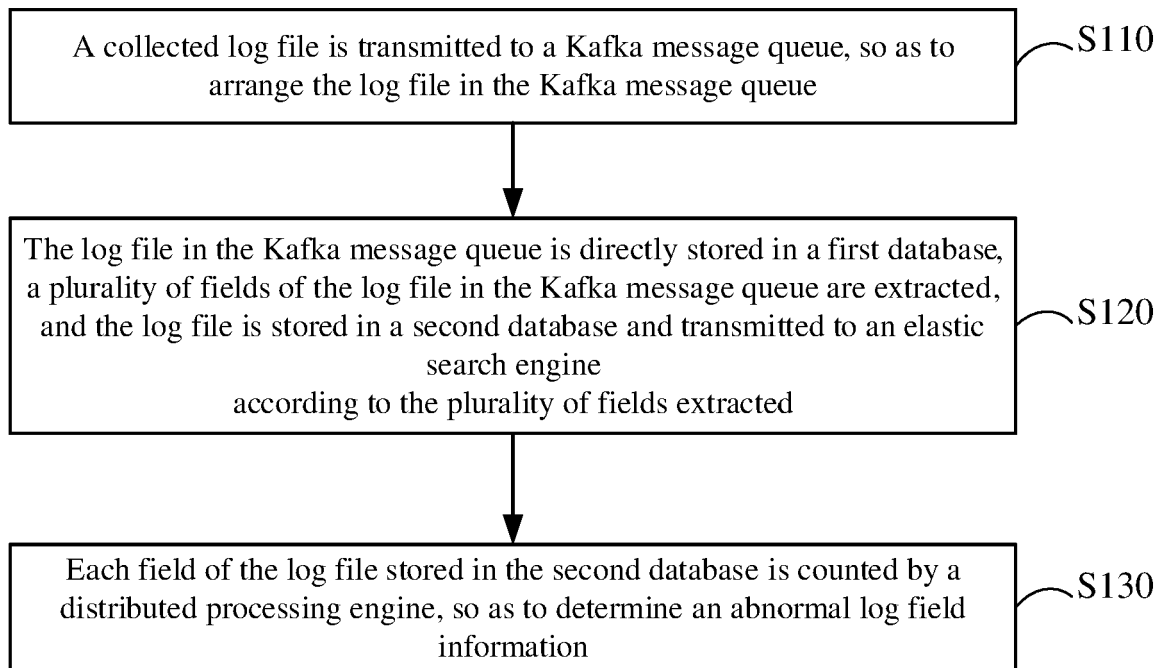 A collected log file is transmitted to a Kafka message queue, so as to
arrange the log file in the Kafka message queue
S110
The log file in the Kafka message queue is directly stored in a first database,
a plurality of fields of the log file in the Kafka message queue are extracted,
and the log file is stored in a second database and transmitted to an elastic
search engine
according to the plurality of fields extracted
S120
Each field of the log file stored in the second database is counted by a
distributed processing engine, so as to determine an abnormal log field
information
S130